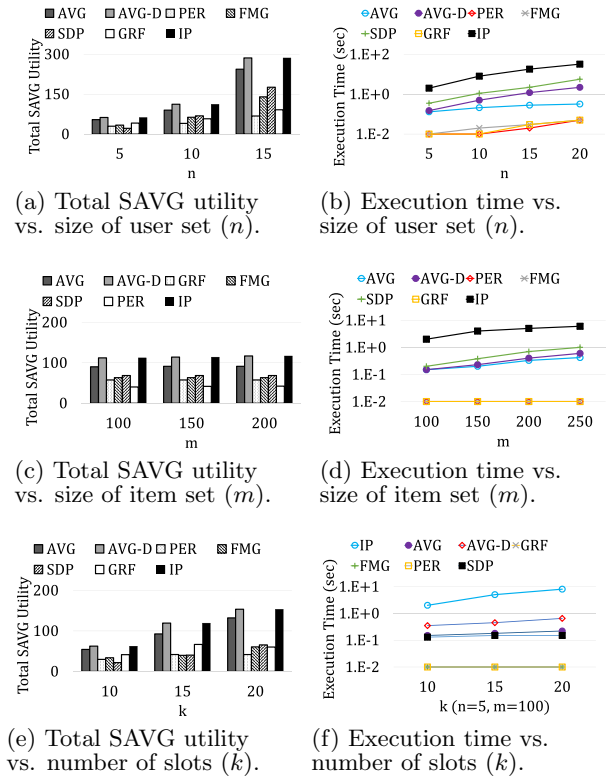 AVG AVG-D PER FMG
SDP GRF IP
Total SAVG Utility
300
150
0
5 10 15
n
(a) Total SAVG utility
vs. size of user set (n).
AVG AVG-D PER FMG
SDP GRF IP
Execution Time (sec)
1.E+2
1.E+0
1.E-2
5 10 15 20
n
(b) Execution time vs.
size of user set (n).
AVG AVG-D GRF FMG
SDP PER IP
Total SAVG Utility
200
100
0
100 150 200
m
(c) Total SAVG utility
vs. size of item set (m).
AVG AVG-D PER FMG
SDP GRF IP
Execution Time (sec)
1.E+1
1.E+0
1.E-1
1.E-2
100 150 200 250
m
(d) Execution time vs.
size of item set (m).
AVG AVG-D PER FMG
SDP GRF IP
Total SAVG Utility
200
100
0
10 15 20
k
(e) Total SAVG utility
vs. number of slots (k).
IP AVG AVG-D GRF
FMG PER SDP
Execution Time (sec)
1.E+1
1.E+0
1.E-1
1.E-2
10 15 20
k (n=5, m=100)
(f) Execution time vs.
number of slots (k).